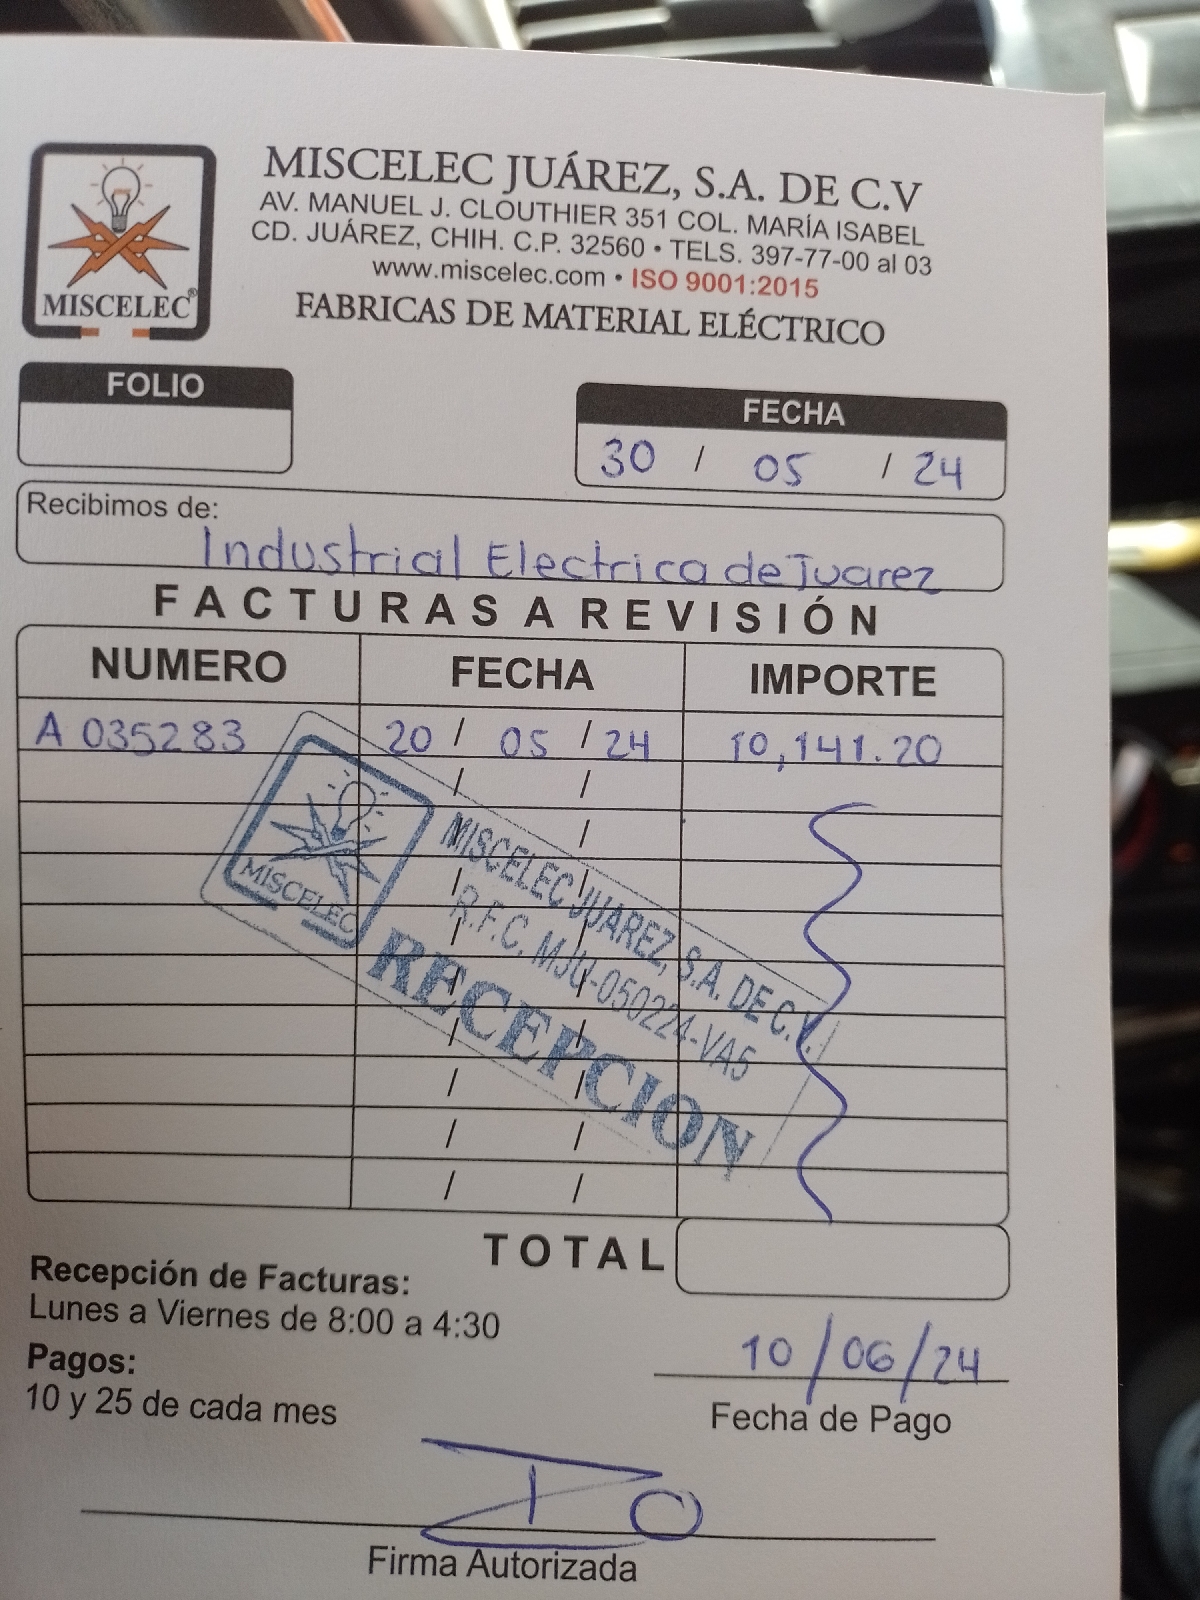 MISCELEC®
MISCELEC JUÁREZ, S.A. DE C.V
AV. MANUEL J. CLOUTHIER 351 COL. MARÍA ISABEL
CD. JUÁREZ, CHIH. C.P. 32560 • TELS. 397-77-00 al 03
www.miscelec.com • ISO 9001:2015
FABRICAS DE MATERIAL ELÉCTRICO
FOLIO
FECHA
30 / 05 / 24
Recibimos de:
Industrial Electrica de Juarez
FACTURAS A REVISIÓN
NUMERO FECHA IMPORTE
A 035283 20 / 05 / 24 10,141.20
/ /
/
/ /
/ /
/ /
/ /
/ /
/ /
/ /
MISCELEC
MISCELEC JUAREZ, S.A. DE C.V.
R.F.C. MJU-050224-VA5
RECEPCION
TOTAL
Recepción de Facturas:
Lunes a Viernes de 8:00 a 4:30
Pagos:
10 y 25 de cada mes
10/06/24
Fecha de Pago
Firma Autorizada